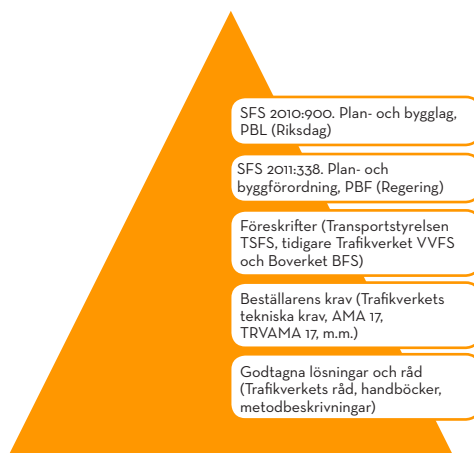 SFS 2010:900. Plan- och bygglag,
PBL (Riksdag)
SFS 2011:338. Plan- och
byggförordning, PBF (Regering)
Föreskrifter (Transportstyrelsen
TSFS, tidigare Trafikverket VVFS
och Boverket BFS)
Beställarens krav (Trafikverkets
tekniska krav, AMA 17,
TRVAMA 17, m.m.)
Godtagna lösningar och råd
(Trafikverkets råd, handböcker,
metodbeskrivningar)